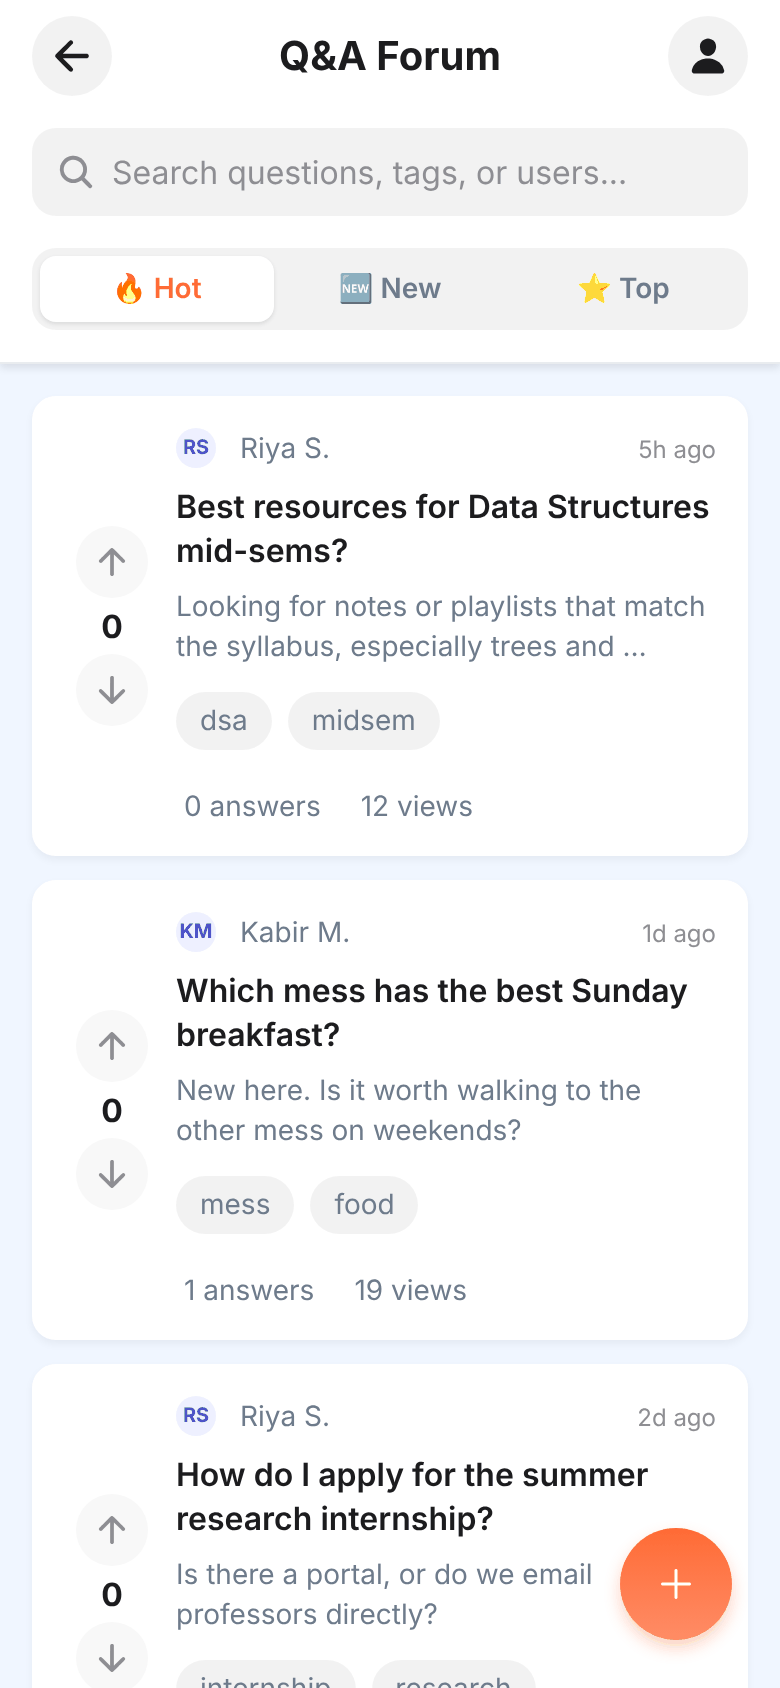 Q&A Forum
Search questions, tags, or users...
🔥 Hot
🆕 New
⭐ Top
RS Riya S. 5h ago
Best resources for Data Structures
mid-sems?
Looking for notes or playlists that match
the syllabus, especially trees and ...
0
dsa midsem
0 answers 12 views
KM Kabir M. 1d ago
Which mess has the best Sunday
breakfast?
New here. Is it worth walking to the
other mess on weekends?
0
mess food
1 answers 19 views
RS Riya S. 2d ago
How do I apply for the summer
research internship?
Is there a portal, or do we email
professors directly?
0
internship research